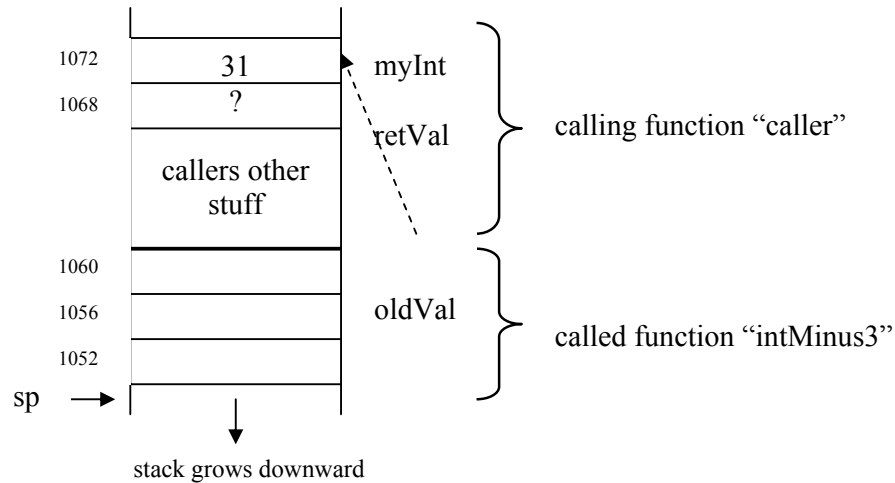 1072
31
myInt
1068
?
retVal
calling function “caller”
callers other
stuff
1060
1056
oldVal
called function “intMinus3”
1052
sp
stack grows downward